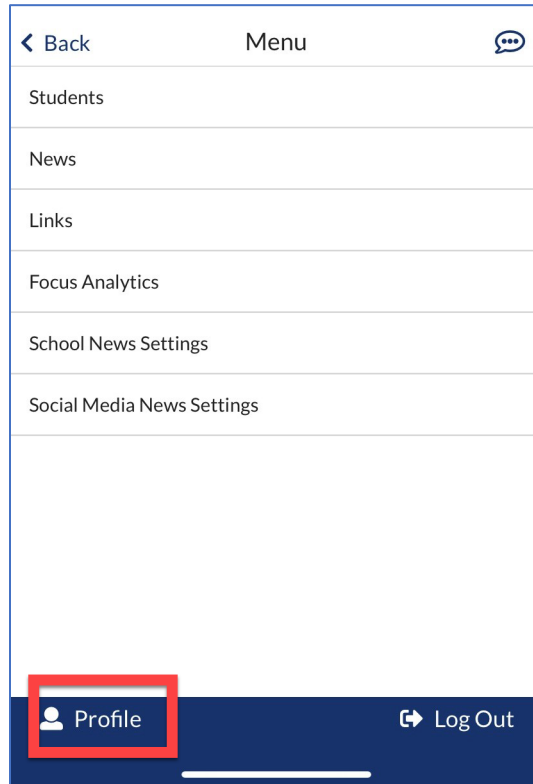 Back Menu
Students
News
Links
Focus Analytics
School News Settings
Social Media News Settings
Profile Log Out